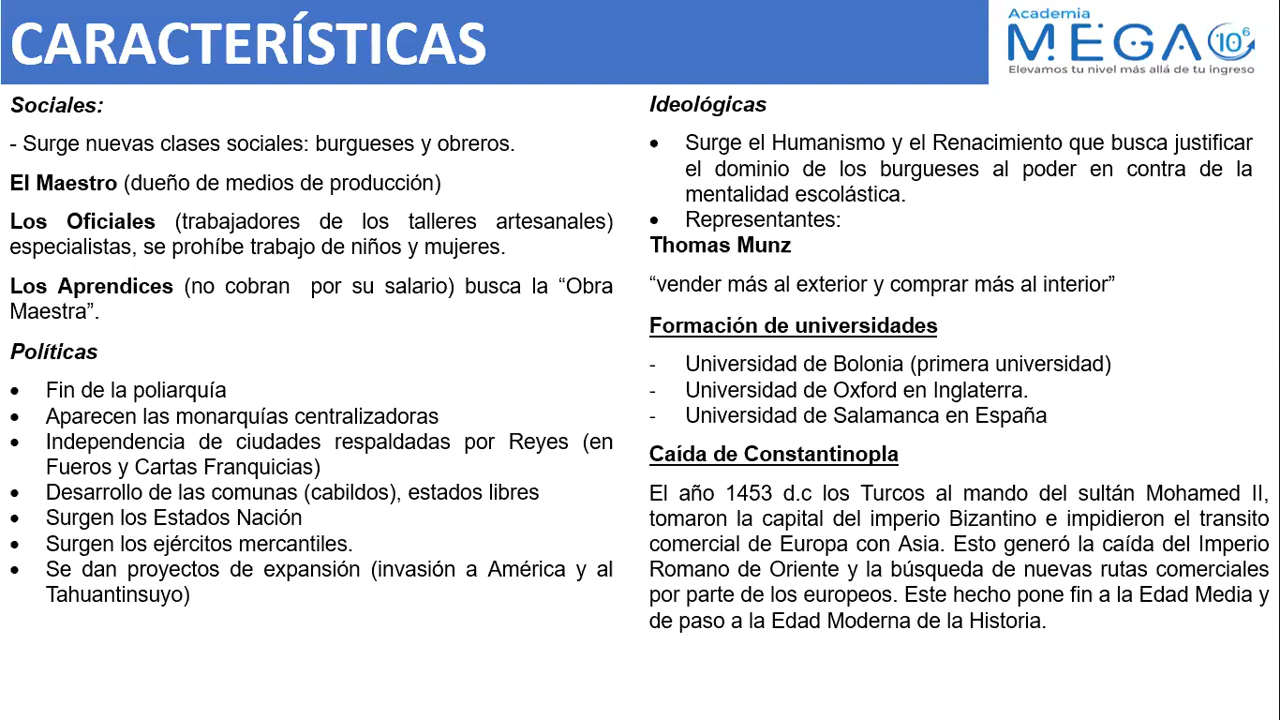 CARACTERÍSTICAS
Academia
MEGA 10⁶
Elevamos tu nivel más allá de tu ingreso
Sociales:
- Surge nuevas clases sociales: burgueses y obreros.
El Maestro (dueño de medios de producción)
Los Oficiales (trabajadores de los talleres artesanales)
especialistas, se prohíbe trabajo de niños y mujeres.
Los Aprendices (no cobran por su salario) busca la “Obra
Maestra”.
Políticas
• Fin de la poliarquía
• Aparecen las monarquías centralizadoras
• Independencia de ciudades respaldadas por Reyes (en
Fueros y Cartas Franquicias)
• Desarrollo de las comunas (cabildos), estados libres
• Surgen los Estados Nación
• Surgen los ejércitos mercantiles.
• Se dan proyectos de expansión (invasión a América y al
Tahuantinsuyo)
Ideológicas
• Surge el Humanismo y el Renacimiento que busca justificar
el dominio de los burgueses al poder en contra de la
mentalidad escolástica.
• Representantes:
Thomas Munz
“vender más al exterior y comprar más al interior”
Formación de universidades
- Universidad de Bolonia (primera universidad)
- Universidad de Oxford en Inglaterra.
- Universidad de Salamanca en España
Caída de Constantinopla
El año 1453 d.c los Turcos al mando del sultán Mohamed II,
tomaron la capital del imperio Bizantino e impidieron el transito
comercial de Europa con Asia. Esto generó la caída del Imperio
Romano de Oriente y la búsqueda de nuevas rutas comerciales
por parte de los europeos. Este hecho pone fin a la Edad Media y
de paso a la Edad Moderna de la Historia.